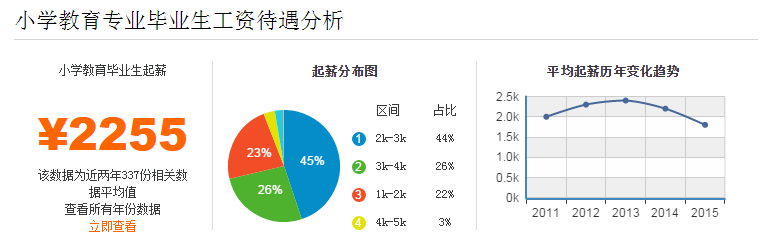 小学教育专业毕业生工资待遇分析
小学教育毕业生起薪
¥2255
该数据为近两年337份相关数
据平均值
查看所有年份数据
立即查看
起薪分布图
45%
26%
23%
区间 占比
1 2k-3k 44%
2 3k-4k 26%
3 1k-2k 22%
4 4k-5k 3%
平均起薪历年变化趋势
2.5k
2.0k
1.5k
1.0k
0.5k
0k
2011 2012 2013 2014 2015